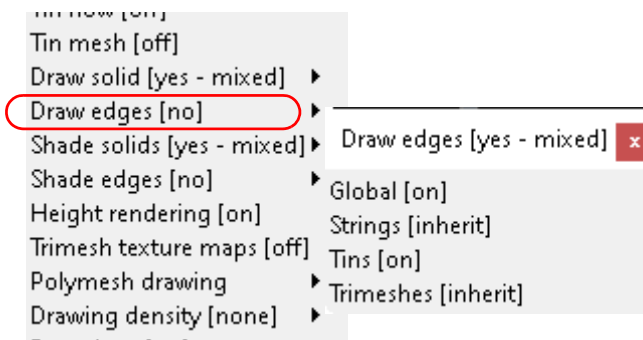 Tin mesh [off]
Draw solid [yes - mixed]
Draw edges [no]
Shade solids [yes - mixed]
Shade edges [no]
Height rendering [on]
Trimesh texture maps [off]
Polymesh drawing
Drawing density [none]
Draw edges [yes - mixed] x
Global [on]
Strings [inherit]
Tins [on]
Trimeshes [inherit]